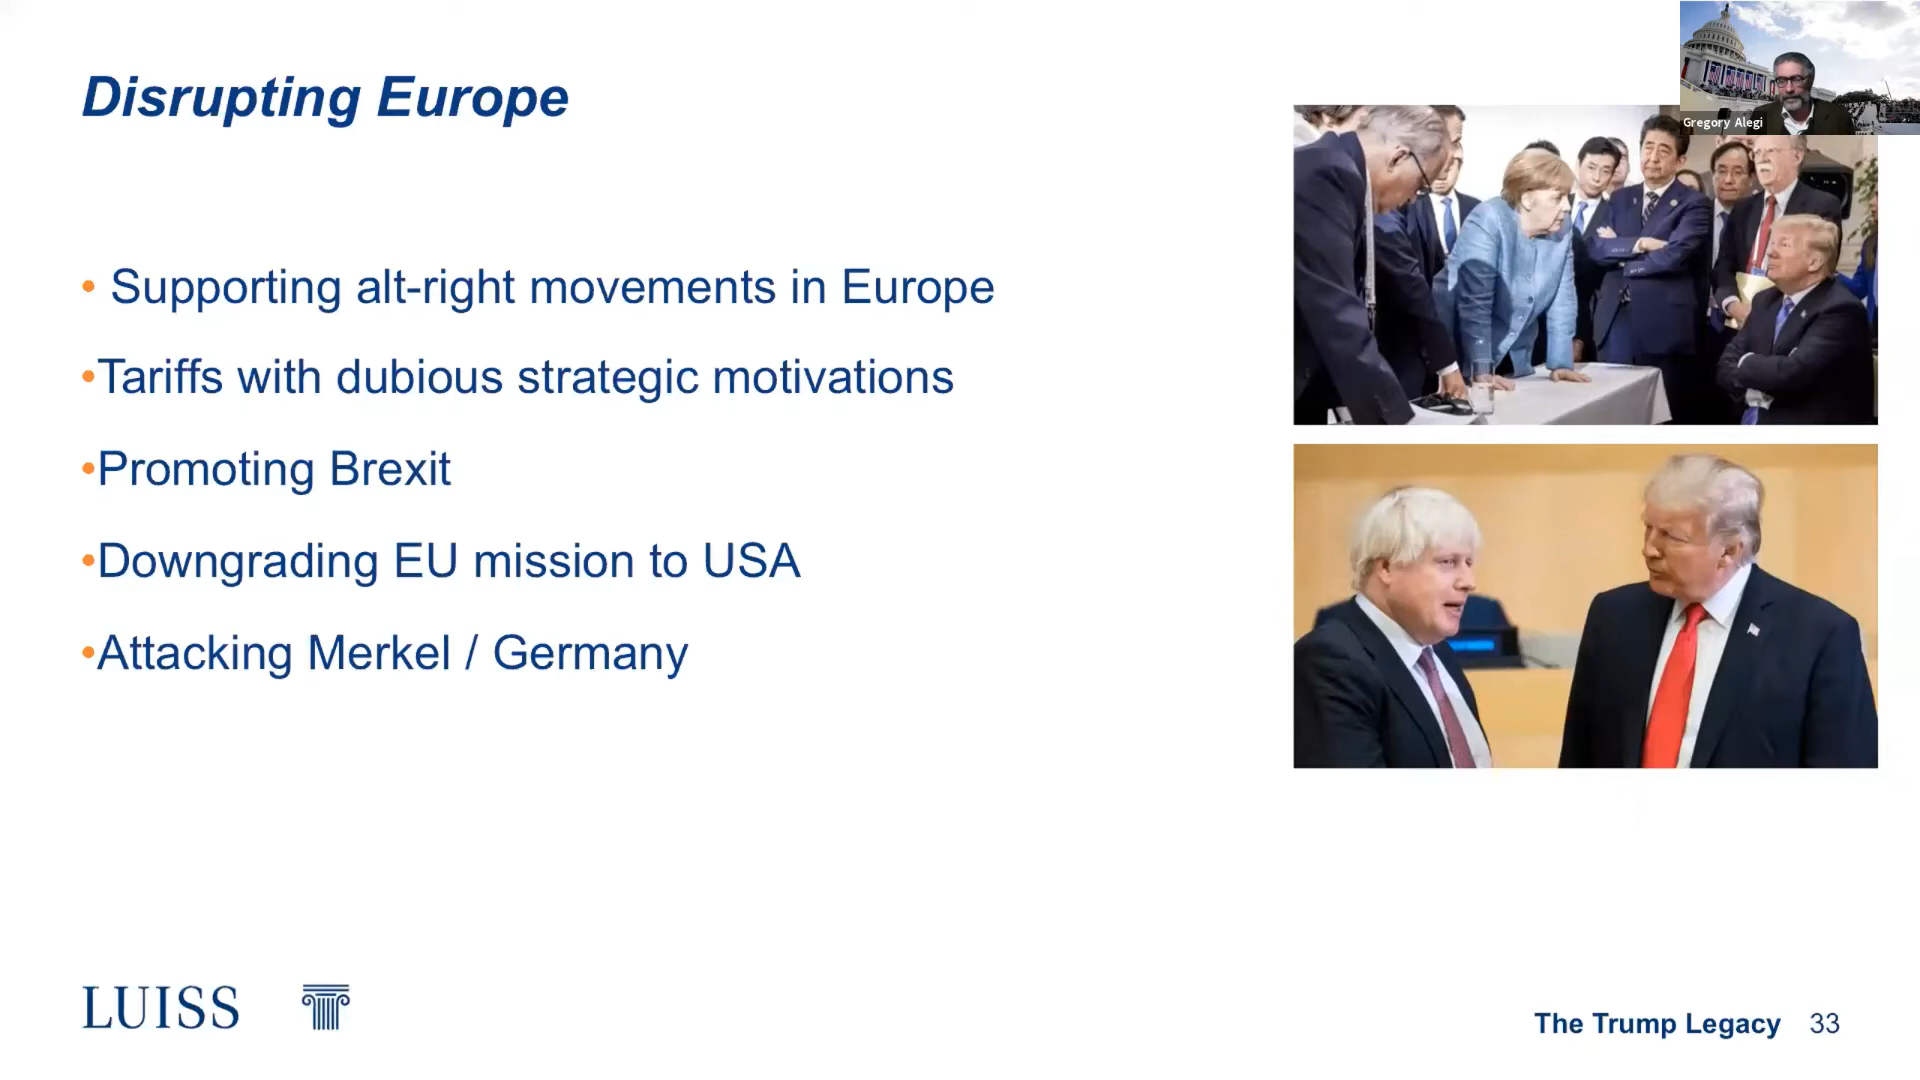 Disrupting Europe
Gregory Alegi
• Supporting alt-right movements in Europe
•Tariffs with dubious strategic motivations
•Promoting Brexit
•Downgrading EU mission to USA
•Attacking Merkel / Germany
LUISS
The Trump Legacy 33